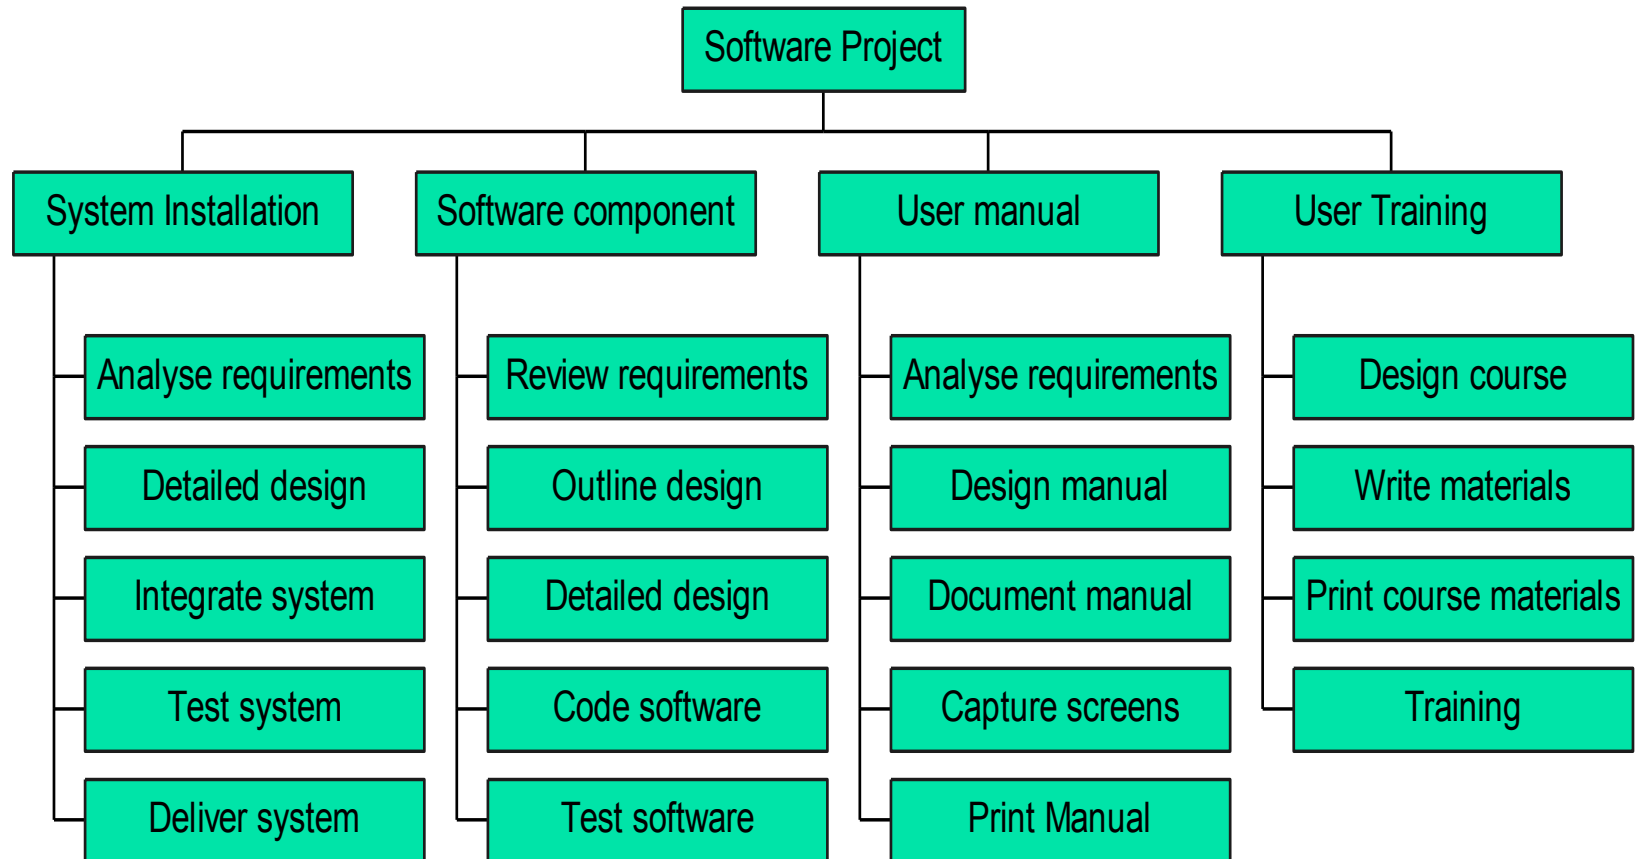 Software Project
System Installation
Software component
User manual
User Training
Analyse requirements
Review requirements
Analyse requirements
Design course
Detailed design
Outline design
Design manual
Write materials
Integrate system
Detailed design
Document manual
Print course materials
Test system
Code software
Capture screens
Training
Deliver system
Test software
Print Manual